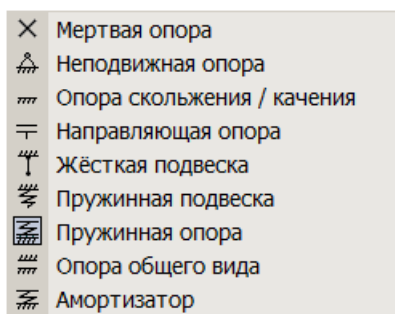 Мертвая опора
Неподвижная опора
Опора скольжения / качения
Направляющая опора
Жёсткая подвеска
Пружинная подвеска
Пружинная опора
Опора общего вида
Амортизатор